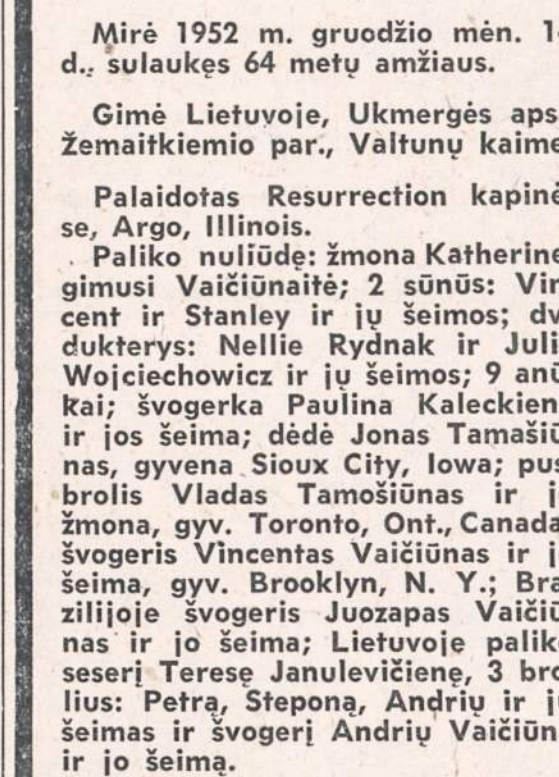 Mirė 1952 m. gruodžio mėn.
d., sulaukęs 64 metų amžiaus.
Gimė Lietuvoje, Ukmergės aps
Žemaitkiemio par., Valtunų kaime
Palaidotas Resurrection kapinė
se, Argo, Illinois.
Paliko nuliūdę: žmona Katherine
gimusi Vaičiūnaitė; 2 sūnūs: Vin
cent ir Stanley ir jų šeimos; dv
dukterys: Nellie Rydnak ir Juli
Wojciechowicz ir jų šeimos; 9 anū
kai; švogerka Paulina Kaleckien
ir jos šeima; dėdė Jonas Tamašiū
nas, gyvena Sioux City, Iowa; pus
brolis Vladas Tamošiūnas ir j
žmona, gyv. Toronto, Ont., Canada
švogeris Vincentas Vaičiūnas ir j
šeima, gyv. Brooklyn, N. Y.; Bra
zilijoje švogeris Juozapas Vaičiū
nas ir jo šeima; Lietuvoje palik
seserį Teresę Janulevičienę, 3 bro
lius: Petrą, Steponą, Andrių ir j
šeimas ir švogerį Andrių Vaičiūn
ir jo šeimą.